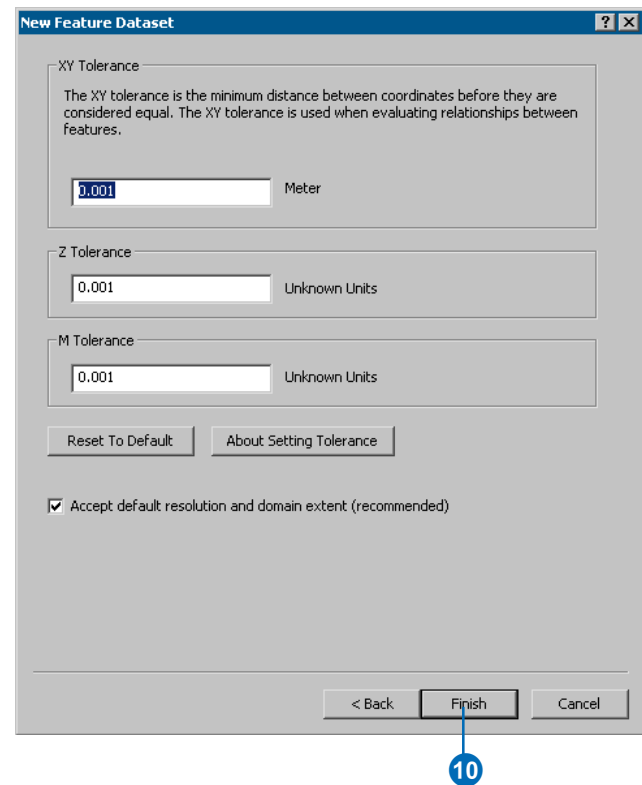 New Feature Dataset
XY Tolerance
The XY tolerance is the minimum distance between coordinates before they are
considered equal. The XY tolerance is used when evaluating relationships between
features.
0.001 Meter
Z Tolerance
0.001 Unknown Units
M Tolerance
0.001 Unknown Units
Reset To Default About Setting Tolerance
Accept default resolution and domain extent (recommended)
< Back Finish Cancel
10